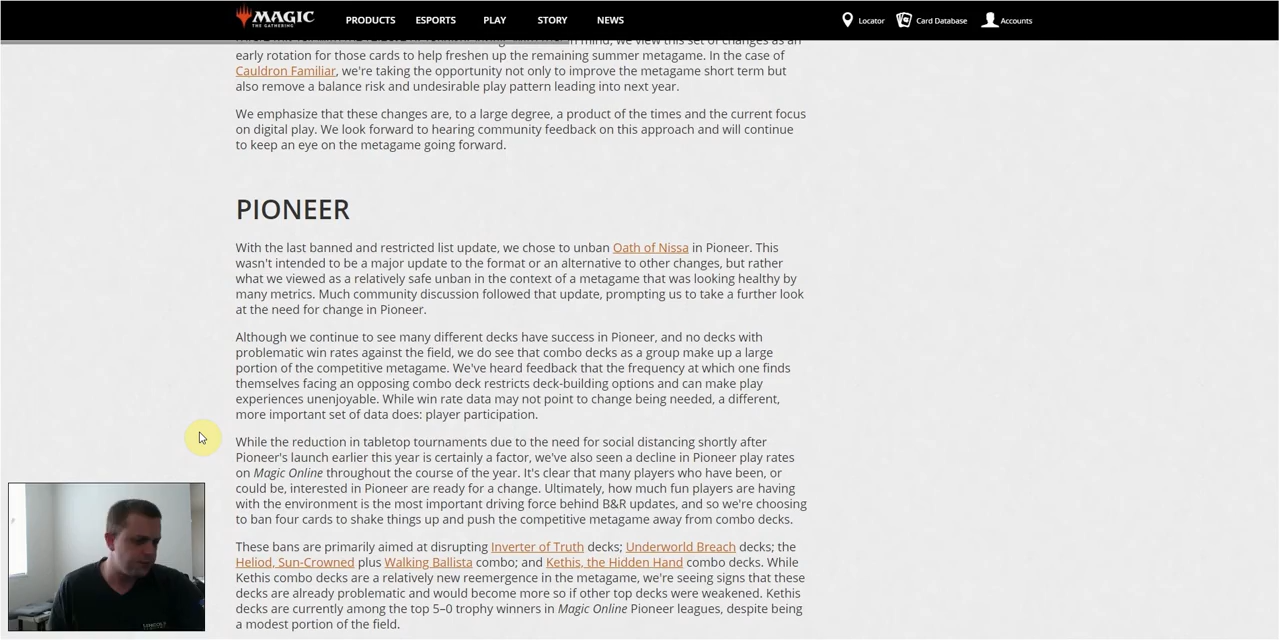 MAGIC
THE GATHERING
PRODUCTS
ESPORTS
PLAY
STORY
NEWS
Locator
Card Database
Accounts
in mind, we view this set of changes as an
early rotation for those cards to help freshen up the remaining summer metagame. In the case of
Cauldron Familiar, we're taking the opportunity not only to improve the metagame short term but
also remove a balance risk and undesirable play pattern leading into next year.
We emphasize that these changes are, to a large degree, a product of the times and the current focus
on digital play. We look forward to hearing community feedback on this approach and will continue
to keep an eye on the metagame going forward.
PIONEER
With the last banned and restricted list update, we chose to unban Oath of Nissa in Pioneer. This
wasn't intended to be a major update to the format or an alternative to other changes, but rather
what we viewed as a relatively safe unban in the context of a metagame that was looking healthy by
many metrics. Much community discussion followed that update, prompting us to take a further look
at the need for change in Pioneer.
Although we continue to see many different decks have success in Pioneer, and no decks with
problematic win rates against the field, we do see that combo decks as a group make up a large
portion of the competitive metagame. We've heard feedback that the frequency at which one finds
themselves facing an opposing combo deck restricts deck-building options and can make play
experiences unenjoyable. While win rate data may not point to change being needed, a different,
more important set of data does: player participation.
While the reduction in tabletop tournaments due to the need for social distancing shortly after
Pioneer's launch earlier this year is certainly a factor, we've also seen a decline in Pioneer play rates
on Magic Online throughout the course of the year. It's clear that many players who have been, or
could be, interested in Pioneer are ready for a change. Ultimately, how much fun players are having
with the environment is the most important driving force behind B&R updates, and so we're choosing
to ban four cards to shake things up and push the competitive metagame away from combo decks.
These bans are primarily aimed at disrupting Inverter of Truth decks; Underworld Breach decks; the
Heliod, Sun-Crowned plus Walking Ballista combo; and Kethis, the Hidden Hand combo decks. While
Kethis combo decks are a relatively new reemergence in the metagame, we're seeing signs that these
decks are already problematic and would become more so if other top decks were weakened. Kethis
decks are currently among the top 5–0 trophy winners in Magic Online Pioneer leagues, despite being
a modest portion of the field.